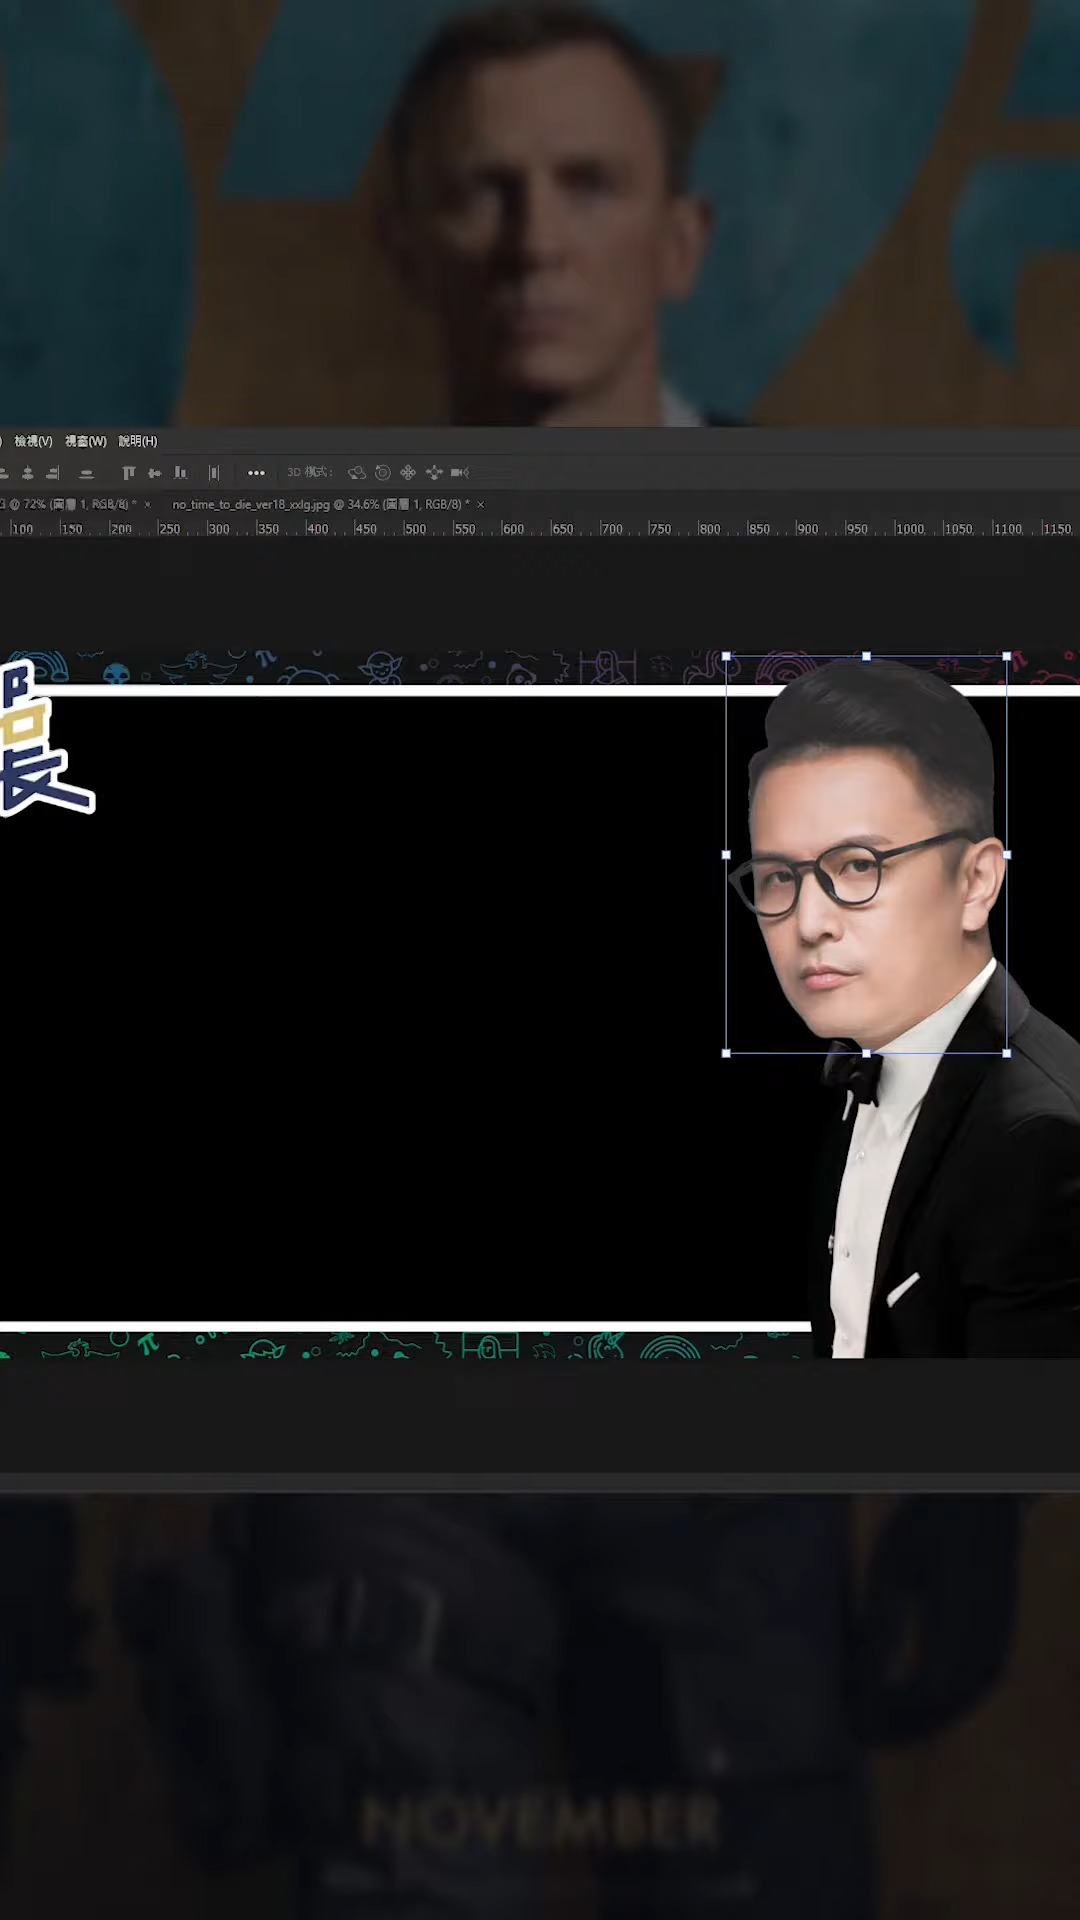 ) 檢視(V) 視窗(W) 說明(H)
3D 模式:
@ 72% (圖層 1, RGB/8) * × no_time_to_die_ver18_xxlg.jpg @ 34.6% (圖層 1, RGB/8) * ×
100 150 200 250 300 350 400 450 500 550 600 650 700 750 800 850 900 950 1000 1050 1100 1150
長
NOVEMBER